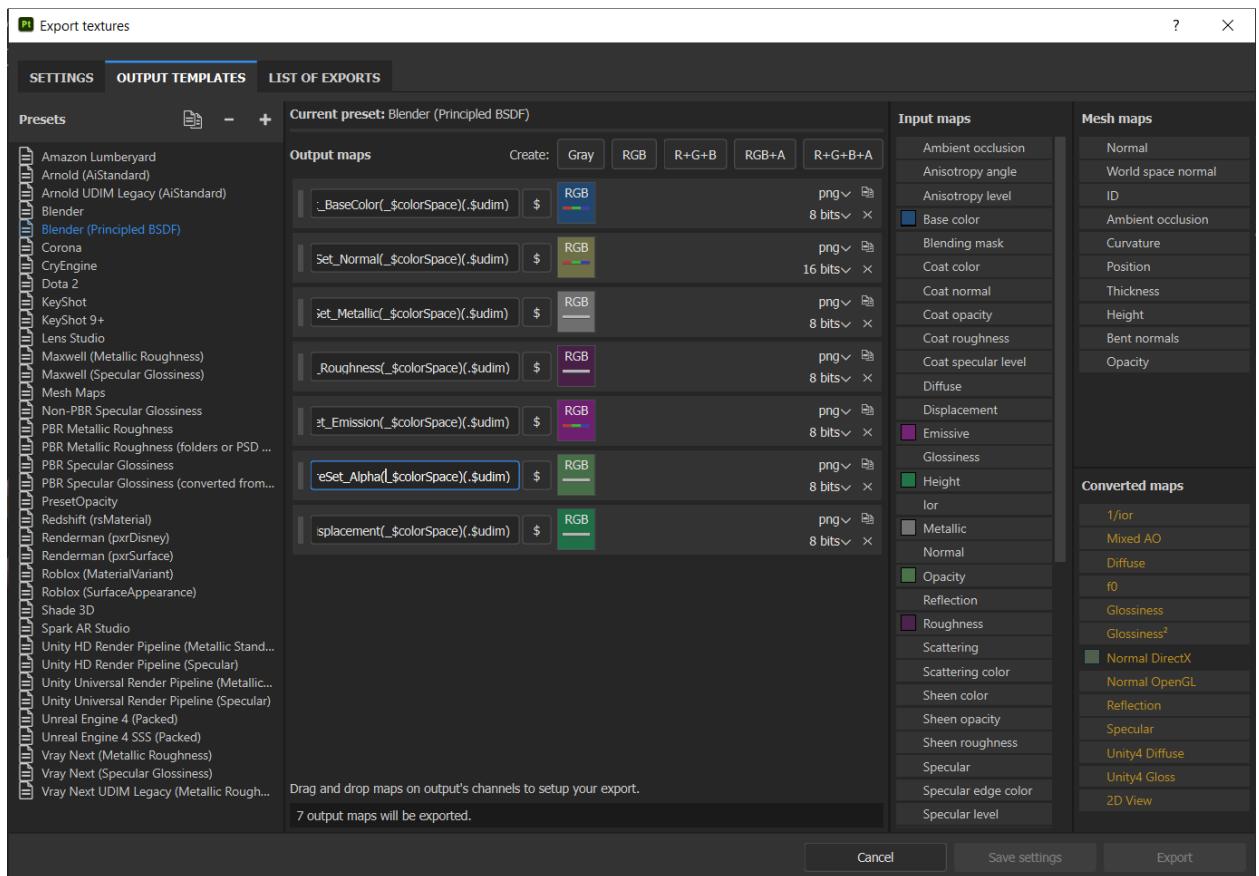 Pt Export textures ? ×
SETTINGS OUTPUT TEMPLATES LIST OF EXPORTS
Presets
Amazon Lumberyard
Arnold (AiStandard)
Arnold UDIM Legacy (AiStandard)
Blender
Blender (Principled BSDF)
Corona
CryEngine
Dota 2
KeyShot
KeyShot 9+
Lens Studio
Maxwell (Metallic Roughness)
Maxwell (Specular Glossiness)
Mesh Maps
Non-PBR Specular Glossiness
PBR Metallic Roughness
PBR Metallic Roughness (folders or PSD ...
PBR Specular Glossiness
PBR Specular Glossiness (converted from...
PresetOpacity
Redshift (rsMaterial)
Renderman (pxrDisney)
Renderman (pxrSurface)
Roblox (MaterialVariant)
Roblox (SurfaceAppearance)
Shade 3D
Spark AR Studio
Unity HD Render Pipeline (Metallic Stand...
Unity HD Render Pipeline (Specular)
Unity Universal Render Pipeline (Metallic...
Unity Universal Render Pipeline (Specular)
Unreal Engine 4 (Packed)
Unreal Engine 4 SSS (Packed)
Vray Next (Metallic Roughness)
Vray Next (Specular Glossiness)
Vray Next UDIM Legacy (Metallic Rough...
Current preset: Blender (Principled BSDF)
Output maps Create: Gray RGB R+G+B RGB+A R+G+B+A
_BaseColor(_$colorSpace)(.$udim) $ RGB png
8 bits
Set_Normal(_$colorSpace)(.$udim) $ RGB png
16 bits
Set_Metallic(_$colorSpace)(.$udim) $ RGB png
8 bits
_Roughness(_$colorSpace)(.$udim) $ RGB png
8 bits
et_Emission(_$colorSpace)(.$udim) $ RGB png
8 bits
eSet_Alpha(_$colorSpace)(.$udim) $ RGB png
8 bits
isplacement(_$colorSpace)(.$udim) $ RGB png
8 bits
Drag and drop maps on output's channels to setup your export.
7 output maps will be exported.
Input maps
Ambient occlusion
Anisotropy angle
Anisotropy level
Base color
Blending mask
Coat color
Coat normal
Coat opacity
Coat roughness
Coat specular level
Diffuse
Displacement
Emissive
Glossiness
Height
Ior
Metallic
Normal
Opacity
Reflection
Roughness
Scattering
Scattering color
Sheen color
Sheen opacity
Sheen roughness
Specular
Specular edge color
Specular level
Mesh maps
Normal
World space normal
ID
Ambient occlusion
Curvature
Position
Thickness
Height
Bent normals
Opacity
Converted maps
1/ior
Mixed AO
Diffuse
f0
Glossiness
Glossiness²
Normal DirectX
Normal OpenGL
Reflection
Specular
Unity4 Diffuse
Unity4 Gloss
2D View
Cancel Save settings Export